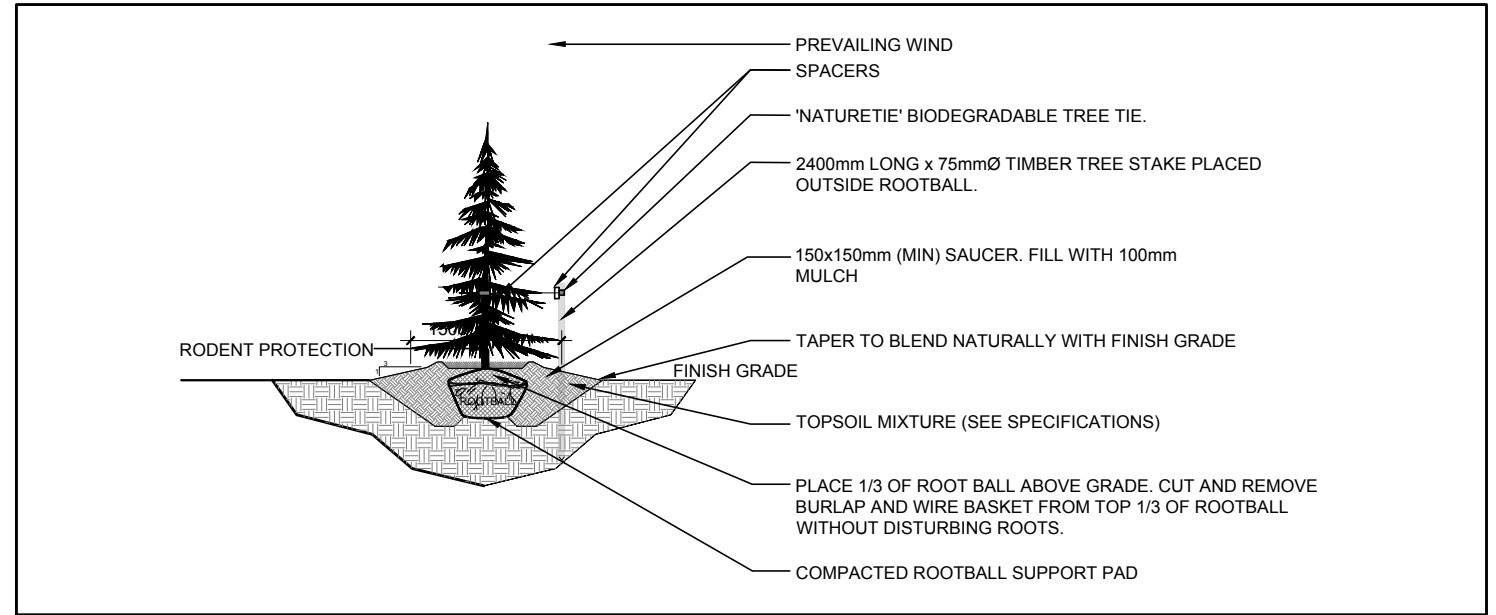 PREVAILING WIND
SPACERS
'NATURETIE' BIODEGRADABLE TREE TIE.
2400mm LONG x 75mmØ TIMBER TREE STAKE PLACED
OUTSIDE ROOTBALL.
150x150mm (MIN) SAUCER. FILL WITH 100mm
MULCH
RODENT PROTECTION
TAPER TO BLEND NATURALLY WITH FINISH GRADE
3
1
FINISH GRADE
ROOTBALL
TOPSOIL MIXTURE (SEE SPECIFICATIONS)
PLACE 1/3 OF ROOT BALL ABOVE GRADE. CUT AND REMOVE
BURLAP AND WIRE BASKET FROM TOP 1/3 OF ROOTBALL
WITHOUT DISTURBING ROOTS.
COMPACTED ROOTBALL SUPPORT PAD